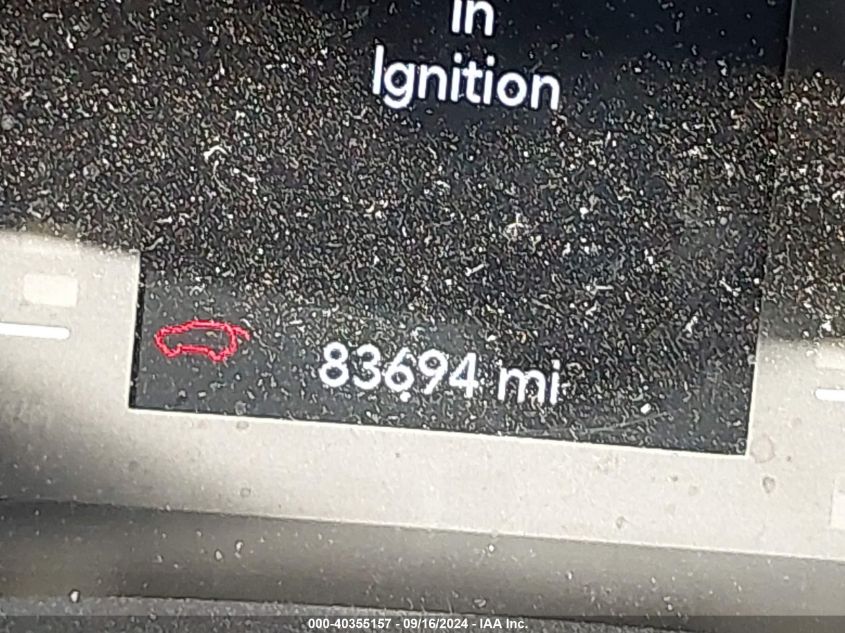 in
Ignition
83694 mi
000-40355157 - 09/16/2024 - IAA Inc.